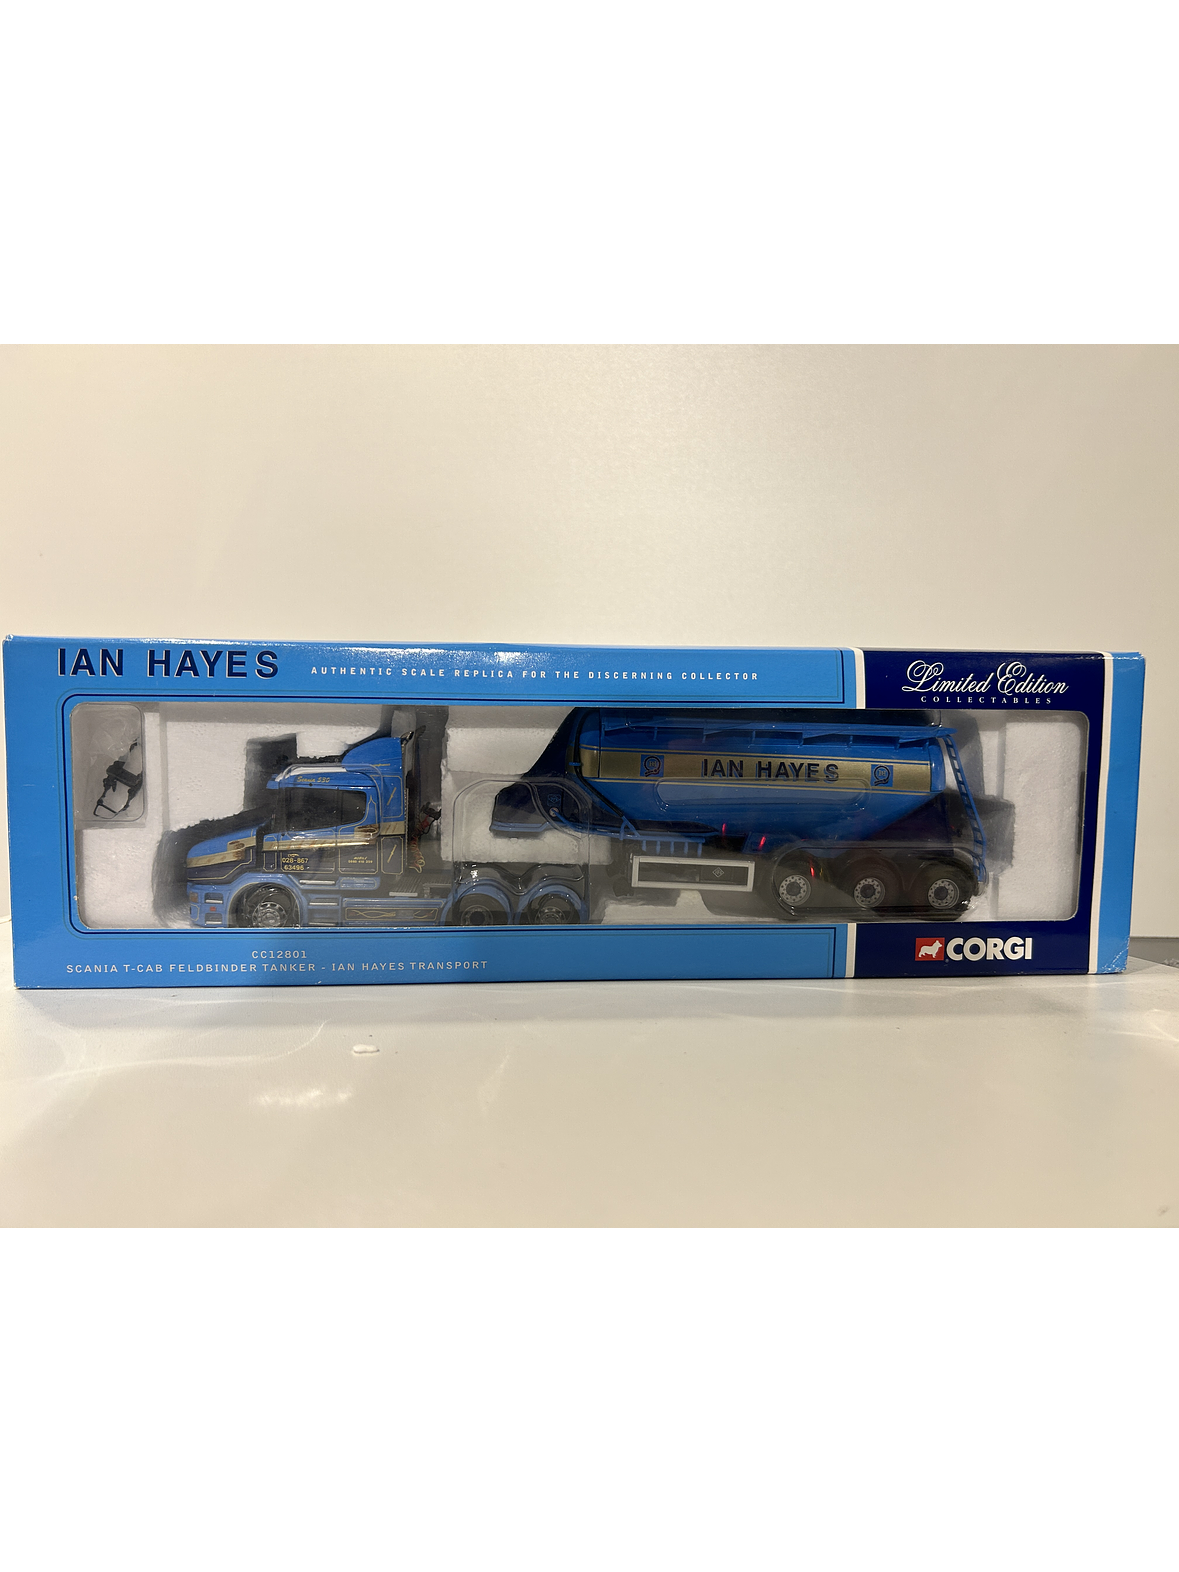 IAN HAYES
AUTHENTIC SCALE REPLICA FOR THE DISCERNING COLLECTOR
Limited Edition
COLLECTABLES
IAN HAYES
028-867
63496
CC12801
SCANIA T-CAB FELDBINDER TANKER - IAN HAYES TRANSPORT
CORGI